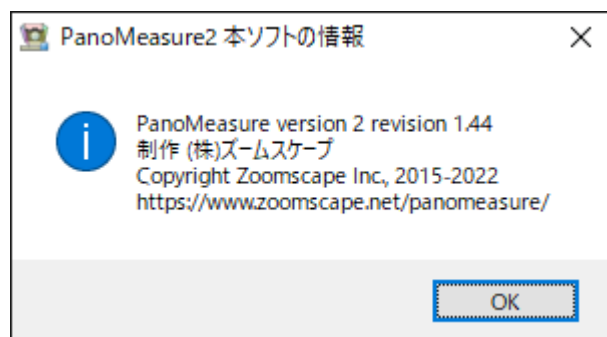 PanoMeasure2 本ソフトの情報
PanoMeasure version 2 revision 1.44
制作 (株)ズームスケープ
Copyright Zoomscape Inc., 2015-2022
https://www.zoomscape.net/panomeasure/
OK